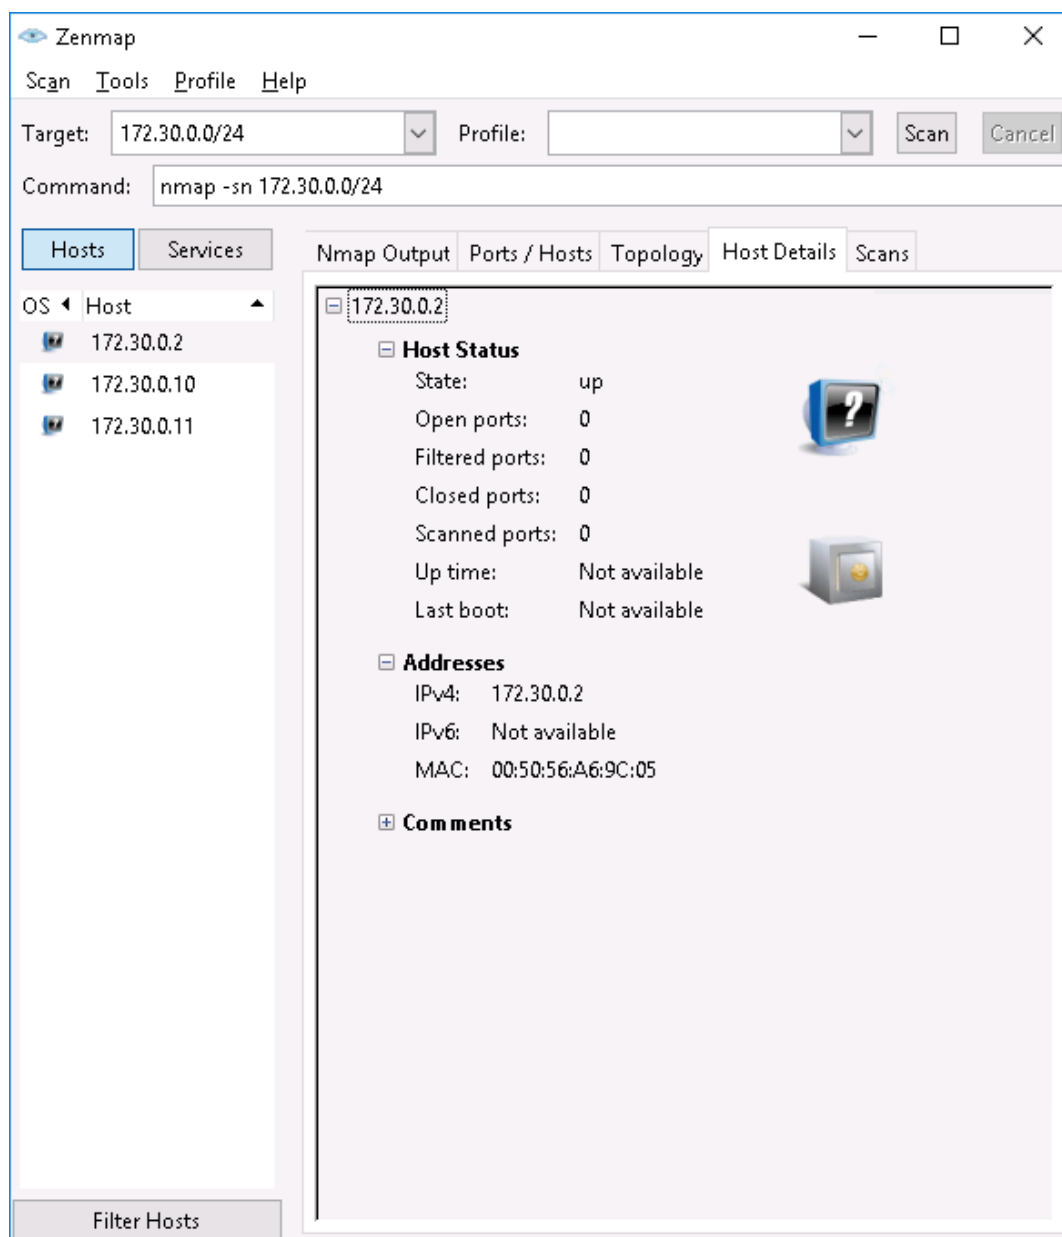 Zenmap
Scan Tools Profile Help
Target: 172.30.0.0/24 Profile: Scan Cancel
Command: nmap -sn 172.30.0.0/24
Hosts Services
Nmap Output Ports / Hosts Topology Host Details Scans
OS Host
172.30.0.2
172.30.0.10
172.30.0.11
172.30.0.2
Host Status
State: up
Open ports: 0
Filtered ports: 0
Closed ports: 0
Scanned ports: 0
Up time: Not available
Last boot: Not available
?
Addresses
IPv4: 172.30.0.2
IPv6: Not available
MAC: 00:50:56:A6:9C:05
Comments
Filter Hosts